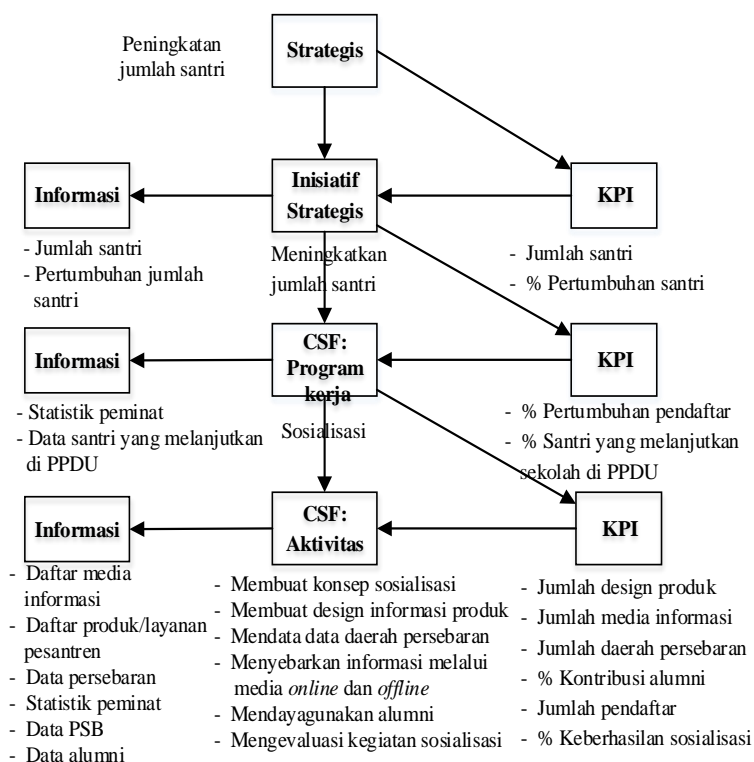 Peningkatan
jumlah santri
Strategis
Informasi
Inisiatif
Strategis
KPI
- Jumlah santri
- Pertumbuhan jumlah
santri
Meningkatkan
jumlah santri
- Jumlah santri
- % Pertumbuhan santri
Informasi
CSF:
Program
kerja
KPI
- Statistik peminat
- Data santri yang melanjutkan
di PPDU
Sosialisasi
- % Pertumbuhan pendaftar
- % Santri yang melanjutkan
sekolah di PPDU
Informasi
CSF:
Aktivitas
KPI
- Daftar media
informasi
- Daftar produk/layanan
pesantren
- Data persebaran
- Statistik peminat
- Data PSB
- Data alumni
- Membuat konsep sosialisasi
- Membuat design informasi produk
- Mendata data daerah persebaran
- Menyebarkan informasi melalui
media online dan offline
- Mendayagunakan alumni
- Mengevaluasi kegiatan sosialisasi
- Jumlah design produk
- Jumlah media informasi
- Jumlah daerah persebaran
- % Kontribusi alumni
- Jumlah pendaftar
- % Keberhasilan sosialisasi